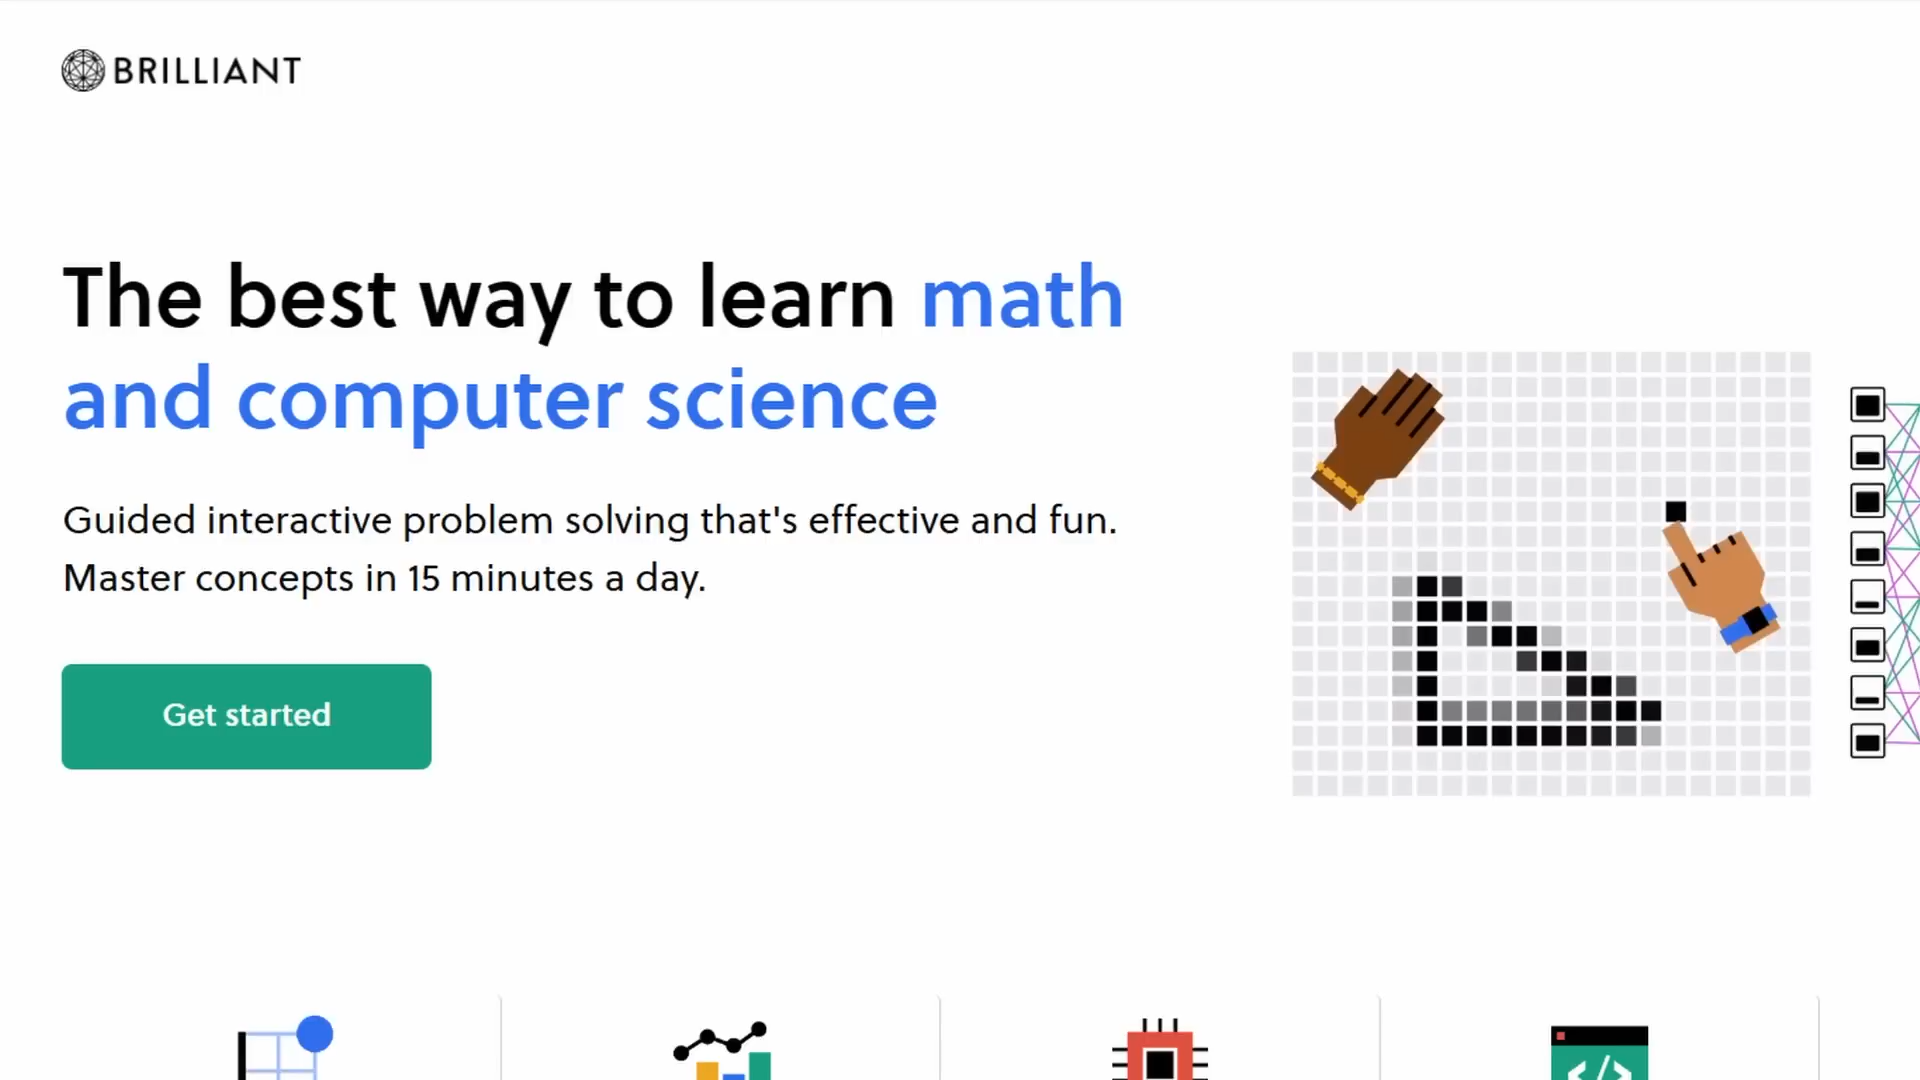 BRILLIANT
The best way to learn math
and computer science
Guided interactive problem solving that's effective and fun.
Master concepts in 15 minutes a day.
Get started
</>